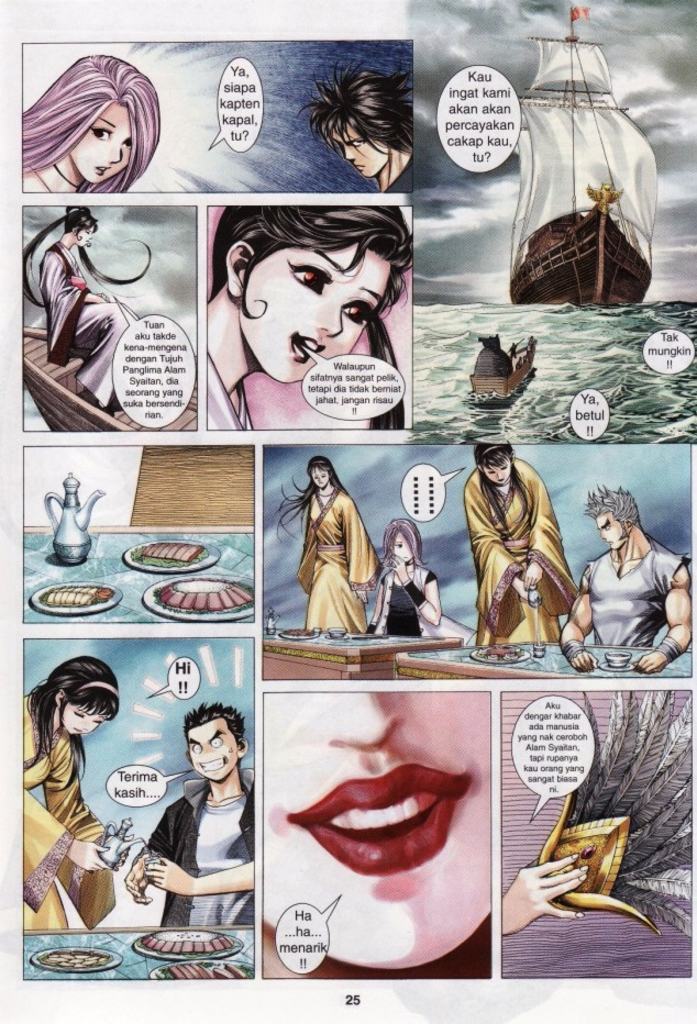 Ya,
siapa
kapten
kapal,
tu?
Kau
ingat kami
akan akan
percayakan
cakap kau,
tu?
Tuan
aku takde
kena-mengena
dengan Tujuh
Panglima Alam
Syaitan, dia
seorang yang
suka bersendi-
rian.
Walaupun
sifatnya sangat pelik,
tetapi dia tidak berniat
jahat, jangan risau
!!
Ya,
betul
!!
Tak
mungkin
!!
Hi
!!
Terima
kasih....
Ha
...ha...
menarik
!!
Aku
dengar khabar
ada manusia
yang nak ceroboh
Alam Syaitan,
tapi rupanya
kau orang yang
sangat biasa
ni.
25